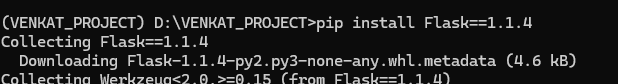 (VENKAT_PROJECT) D:\VENKAT_PROJECT>pip install Flask==1.1.4
Collecting Flask==1.1.4
  Downloading Flask-1.1.4-py2.py3-none-any.whl.metadata (4.6 kB)
Collecting Werkzeug<2.0,>=0.15 (from Flask==1.1.4)